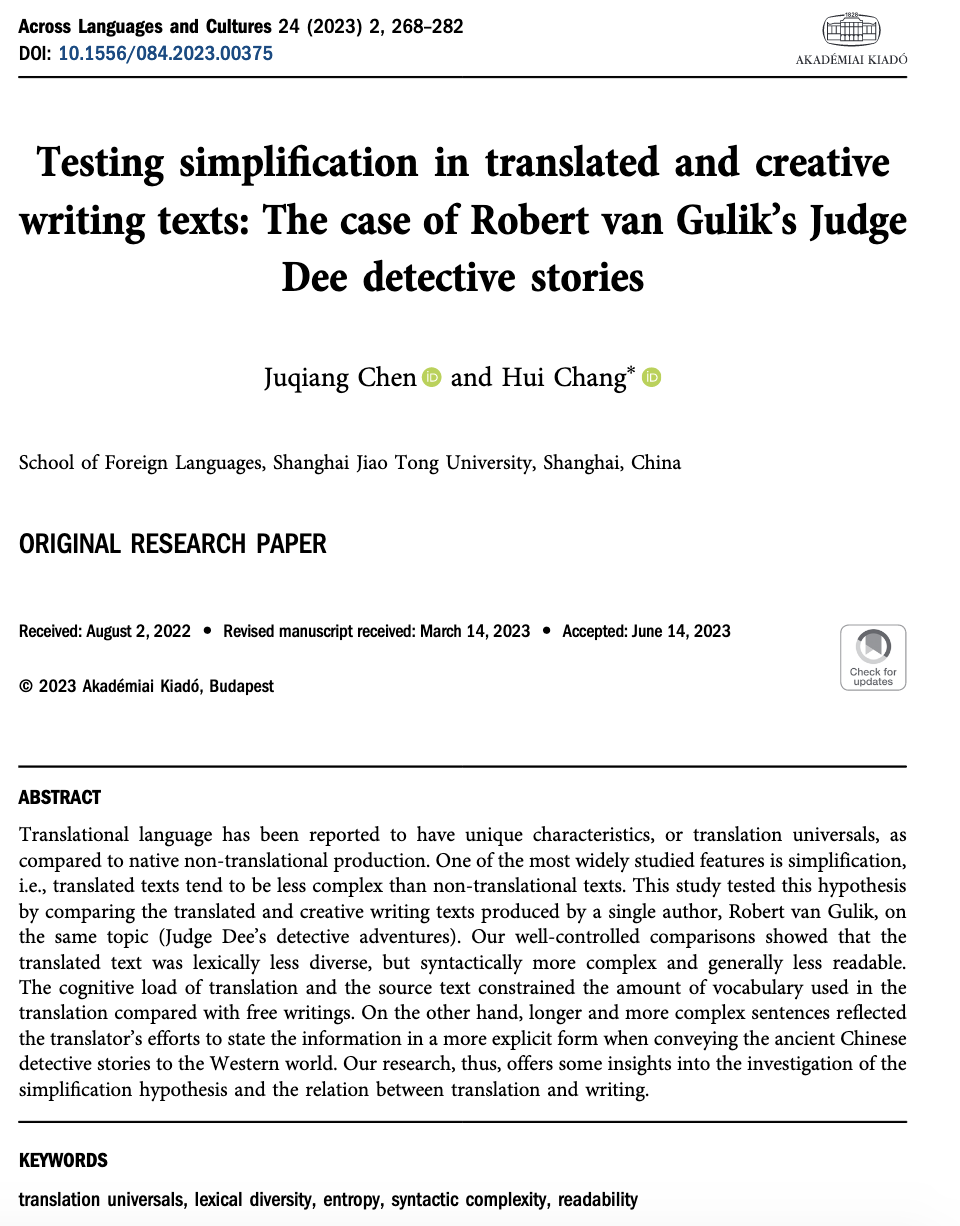 Across Languages and Cultures 24 (2023) 2, 268–282
DOI: 10.1556/084.2023.00375
1828
AKADÉMIAI KIADÓ
Testing simplification in translated and creative
writing texts: The case of Robert van Gulik’s Judge
Dee detective stories
Juqiang Chen iD and Hui Chang* iD
School of Foreign Languages, Shanghai Jiao Tong University, Shanghai, China
ORIGINAL RESEARCH PAPER
Received: August 2, 2022 • Revised manuscript received: March 14, 2023 • Accepted: June 14, 2023
Check for
updates
© 2023 Akadémiai Kiadó, Budapest
ABSTRACT
Translational language has been reported to have unique characteristics, or translation universals, as
compared to native non-translational production. One of the most widely studied features is simplification,
i.e., translated texts tend to be less complex than non-translational texts. This study tested this hypothesis
by comparing the translated and creative writing texts produced by a single author, Robert van Gulik, on
the same topic (Judge Dee’s detective adventures). Our well-controlled comparisons showed that the
translated text was lexically less diverse, but syntactically more complex and generally less readable.
The cognitive load of translation and the source text constrained the amount of vocabulary used in the
translation compared with free writings. On the other hand, longer and more complex sentences reflected
the translator’s efforts to state the information in a more explicit form when conveying the ancient Chinese
detective stories to the Western world. Our research, thus, offers some insights into the investigation of the
simplification hypothesis and the relation between translation and writing.
KEYWORDS
translation universals, lexical diversity, entropy, syntactic complexity, readability